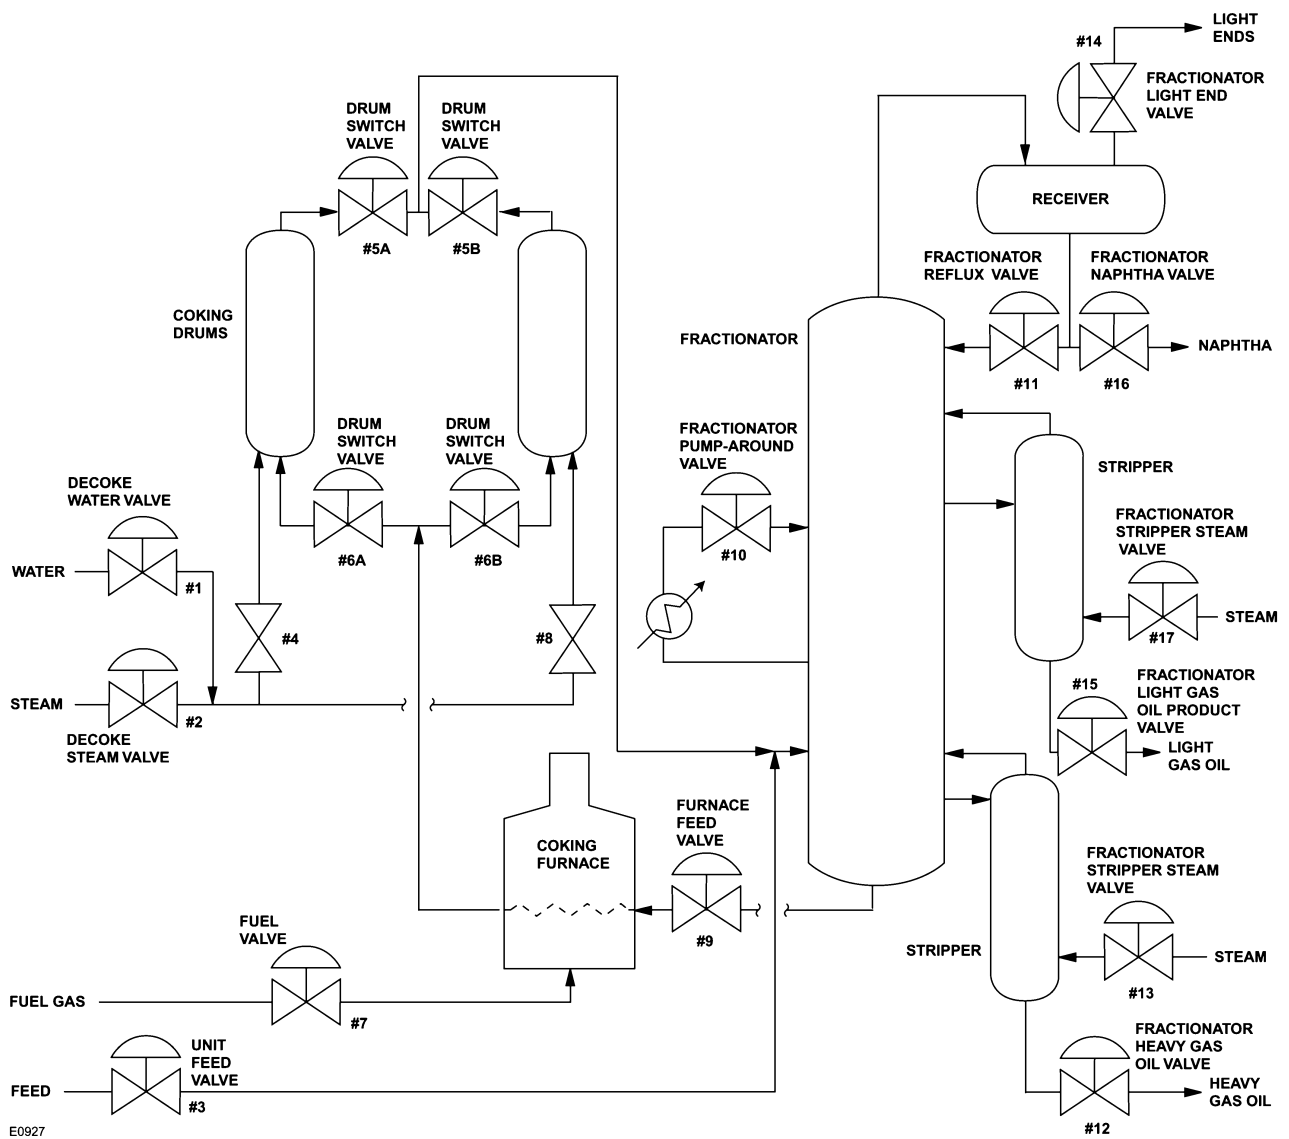 LIGHT
ENDS
#14
FRACTIONATOR
LIGHT END
VALVE
DRUM
SWITCH
VALVE
DRUM
SWITCH
VALVE
RECEIVER
#5A
#5B
FRACTIONATOR
REFLUX VALVE
FRACTIONATOR
NAPHTHA VALVE
COKING
DRUMS
FRACTIONATOR
NAPHTHA
#11
#16
DRUM
SWITCH
VALVE
DRUM
SWITCH
VALVE
FRACTIONATOR
PUMP-AROUND
VALVE
STRIPPER
DECOKE
WATER VALVE
FRACTIONATOR
STRIPPER STEAM
VALVE
#6A
#6B
#10
WATER
#1
#4
#8
STEAM
#17
STEAM
#2
DECOKE
STEAM VALVE
#15
FRACTIONATOR
LIGHT GAS
OIL PRODUCT
VALVE
LIGHT
GAS OIL
FURNACE
FEED
VALVE
COKING
FURNACE
FRACTIONATOR
STRIPPER STEAM
VALVE
#9
FUEL
VALVE
STRIPPER
STEAM
#13
FUEL GAS
#7
UNIT
FEED
VALVE
FRACTIONATOR
HEAVY GAS
OIL VALVE
FEED
#3
HEAVY
GAS OIL
#12
E0927